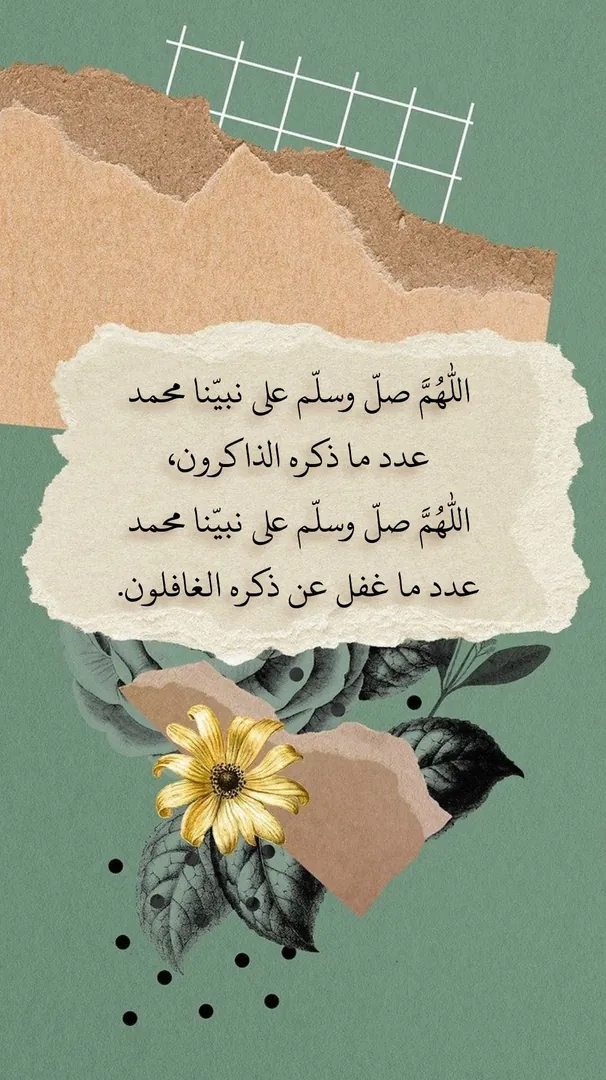 اللّٰهُمَّ صلّ وسلّم على نبيّنا محمد
عدد ما ذكره الذاكرون،
اللّٰهُمَّ صلّ وسلّم على نبيّنا محمد
عدد ما غفل عن ذكره الغافلون.